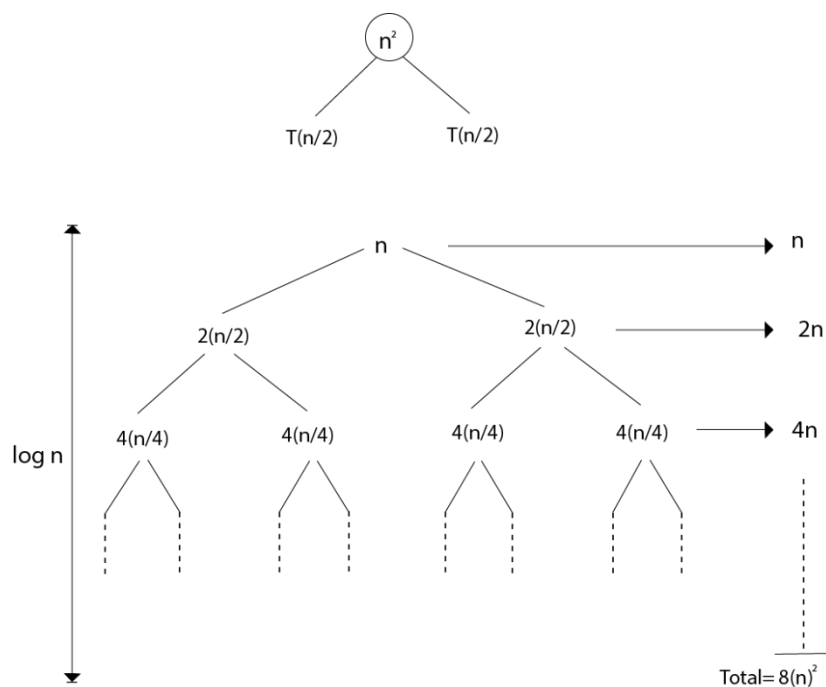 n²
T(n/2) T(n/2)
n n
2(n/2) 2(n/2) 2n
4(n/4) 4(n/4) 4(n/4) 4(n/4) 4n
log n
Total= 8(n)²